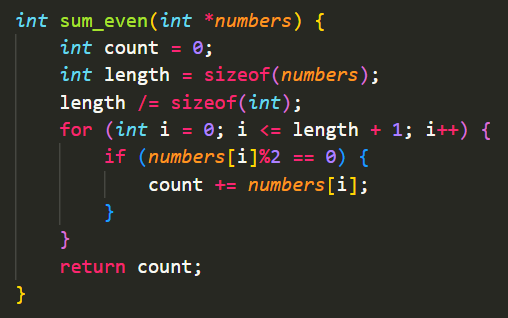 int sum_even(int *numbers) {
    int count = 0;
    int length = sizeof(numbers);
    length /= sizeof(int);
    for (int i = 0; i <= length + 1; i++) {
        if (numbers[i]%2 == 0) {
            count += numbers[i];
        }
    }
    return count;
}